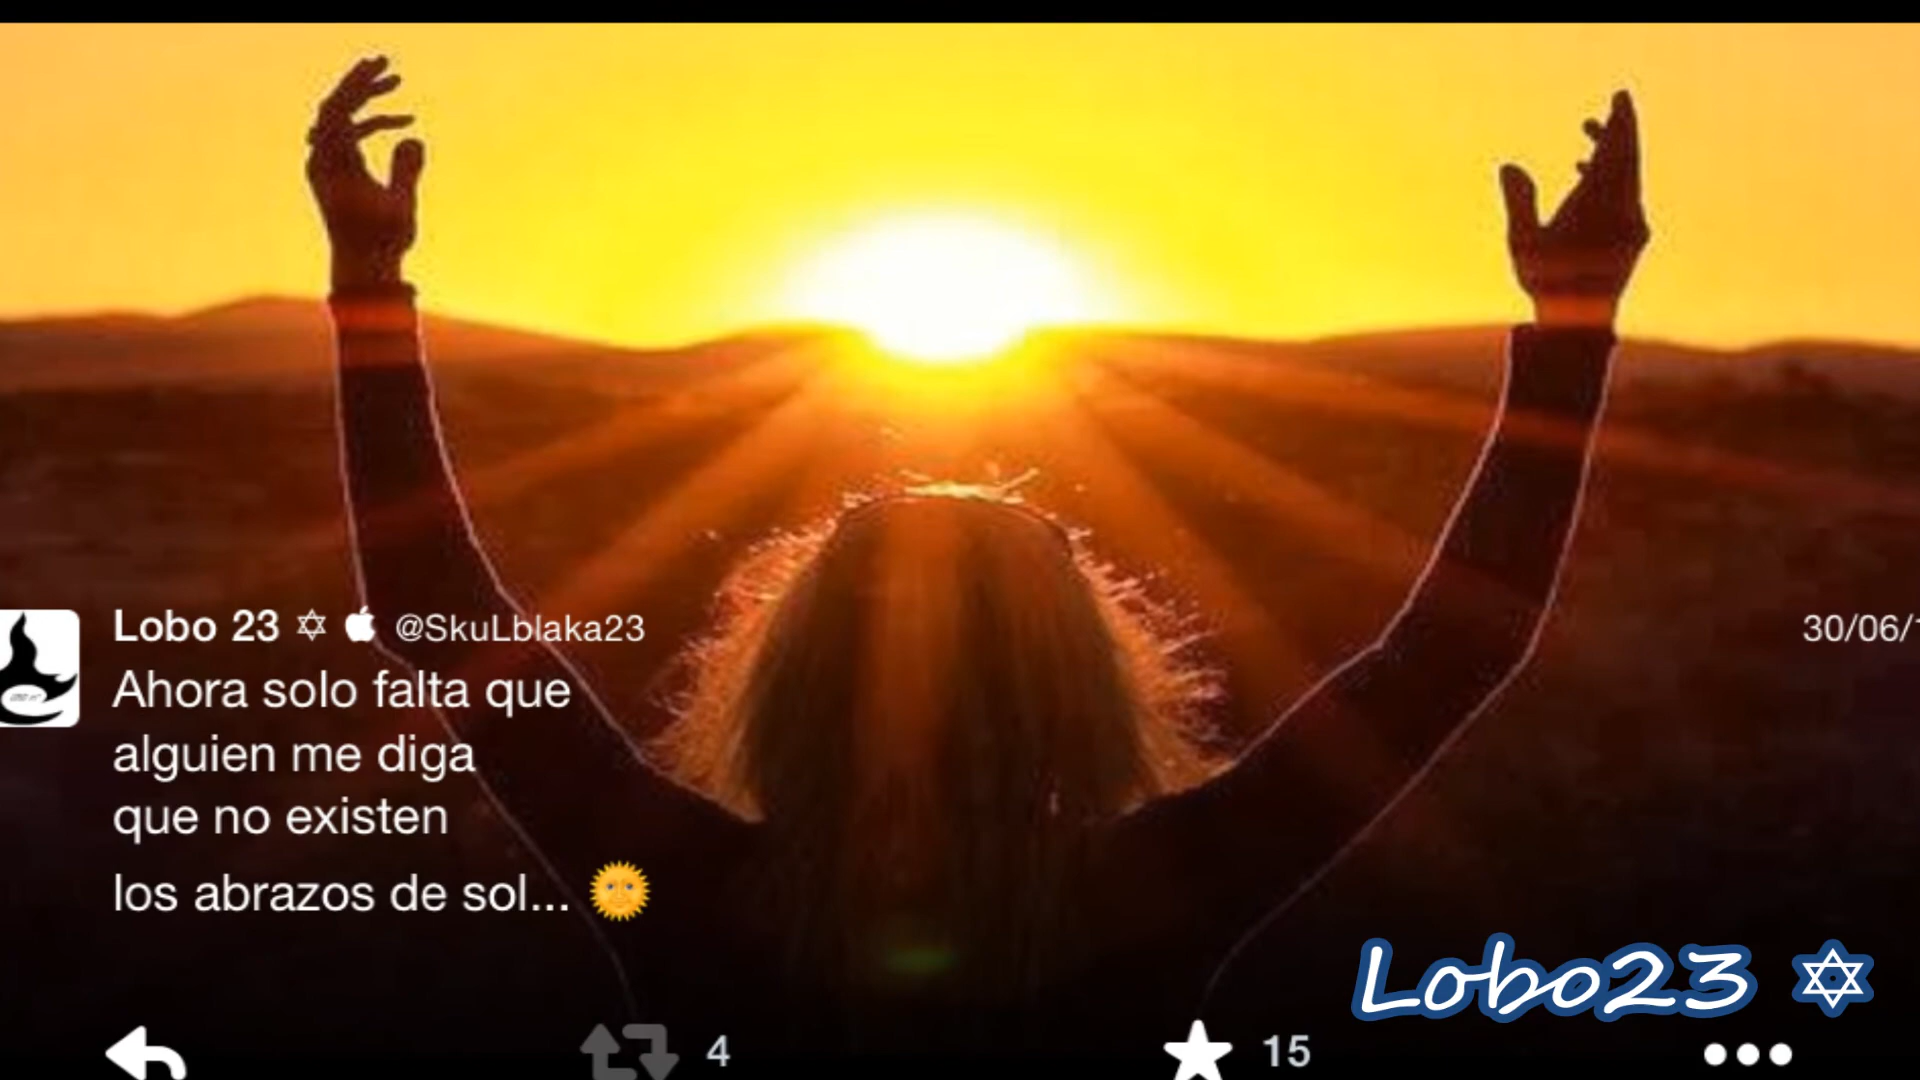 Lobo 23 ✡ @SkuLblaka23
30/06/1
Ahora solo falta que
alguien me diga
que no existen
los abrazos de sol... 🌞
Lobo23 ✡
4
15